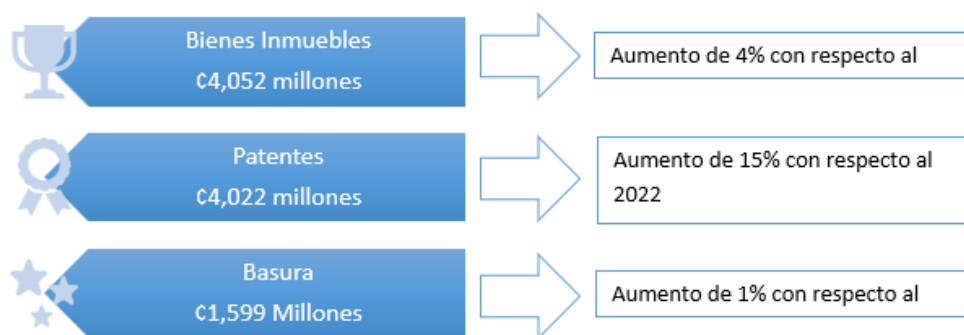 Bienes Inmuebles
₵4,052 millones
Aumento de 4% con respecto al
Patentes
₵4,022 millones
Aumento de 15% con respecto al
2022
Basura
₵1,599 Millones
Aumento de 1% con respecto al